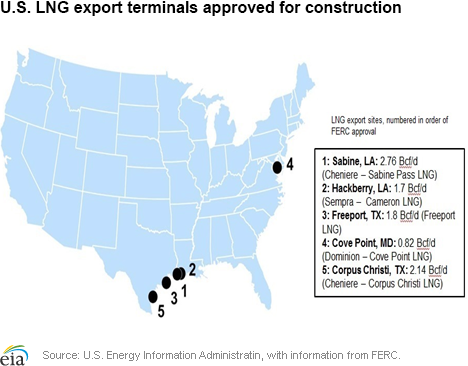 U.S. LNG export terminals approved for construction
LNG export sites, numbered in order of
FERC approval
1: Sabine, LA: 2.76 Bcf/d
(Cheniere – Sabine Pass LNG)
2: Hackberry, LA: 1.7 Bcf/d
(Sempra – Cameron LNG)
3: Freeport, TX: 1.8 Bcf/d (Freeport
LNG)
4: Cove Point, MD: 0.82 Bcf/d
(Dominion – Cove Point LNG)
5: Corpus Christi, TX: 2.14 Bcf/d
(Cheniere – Corpus Christi LNG)
4
2
1
3
5
eia
Source: U.S. Energy Information Administratin, with information from FERC.